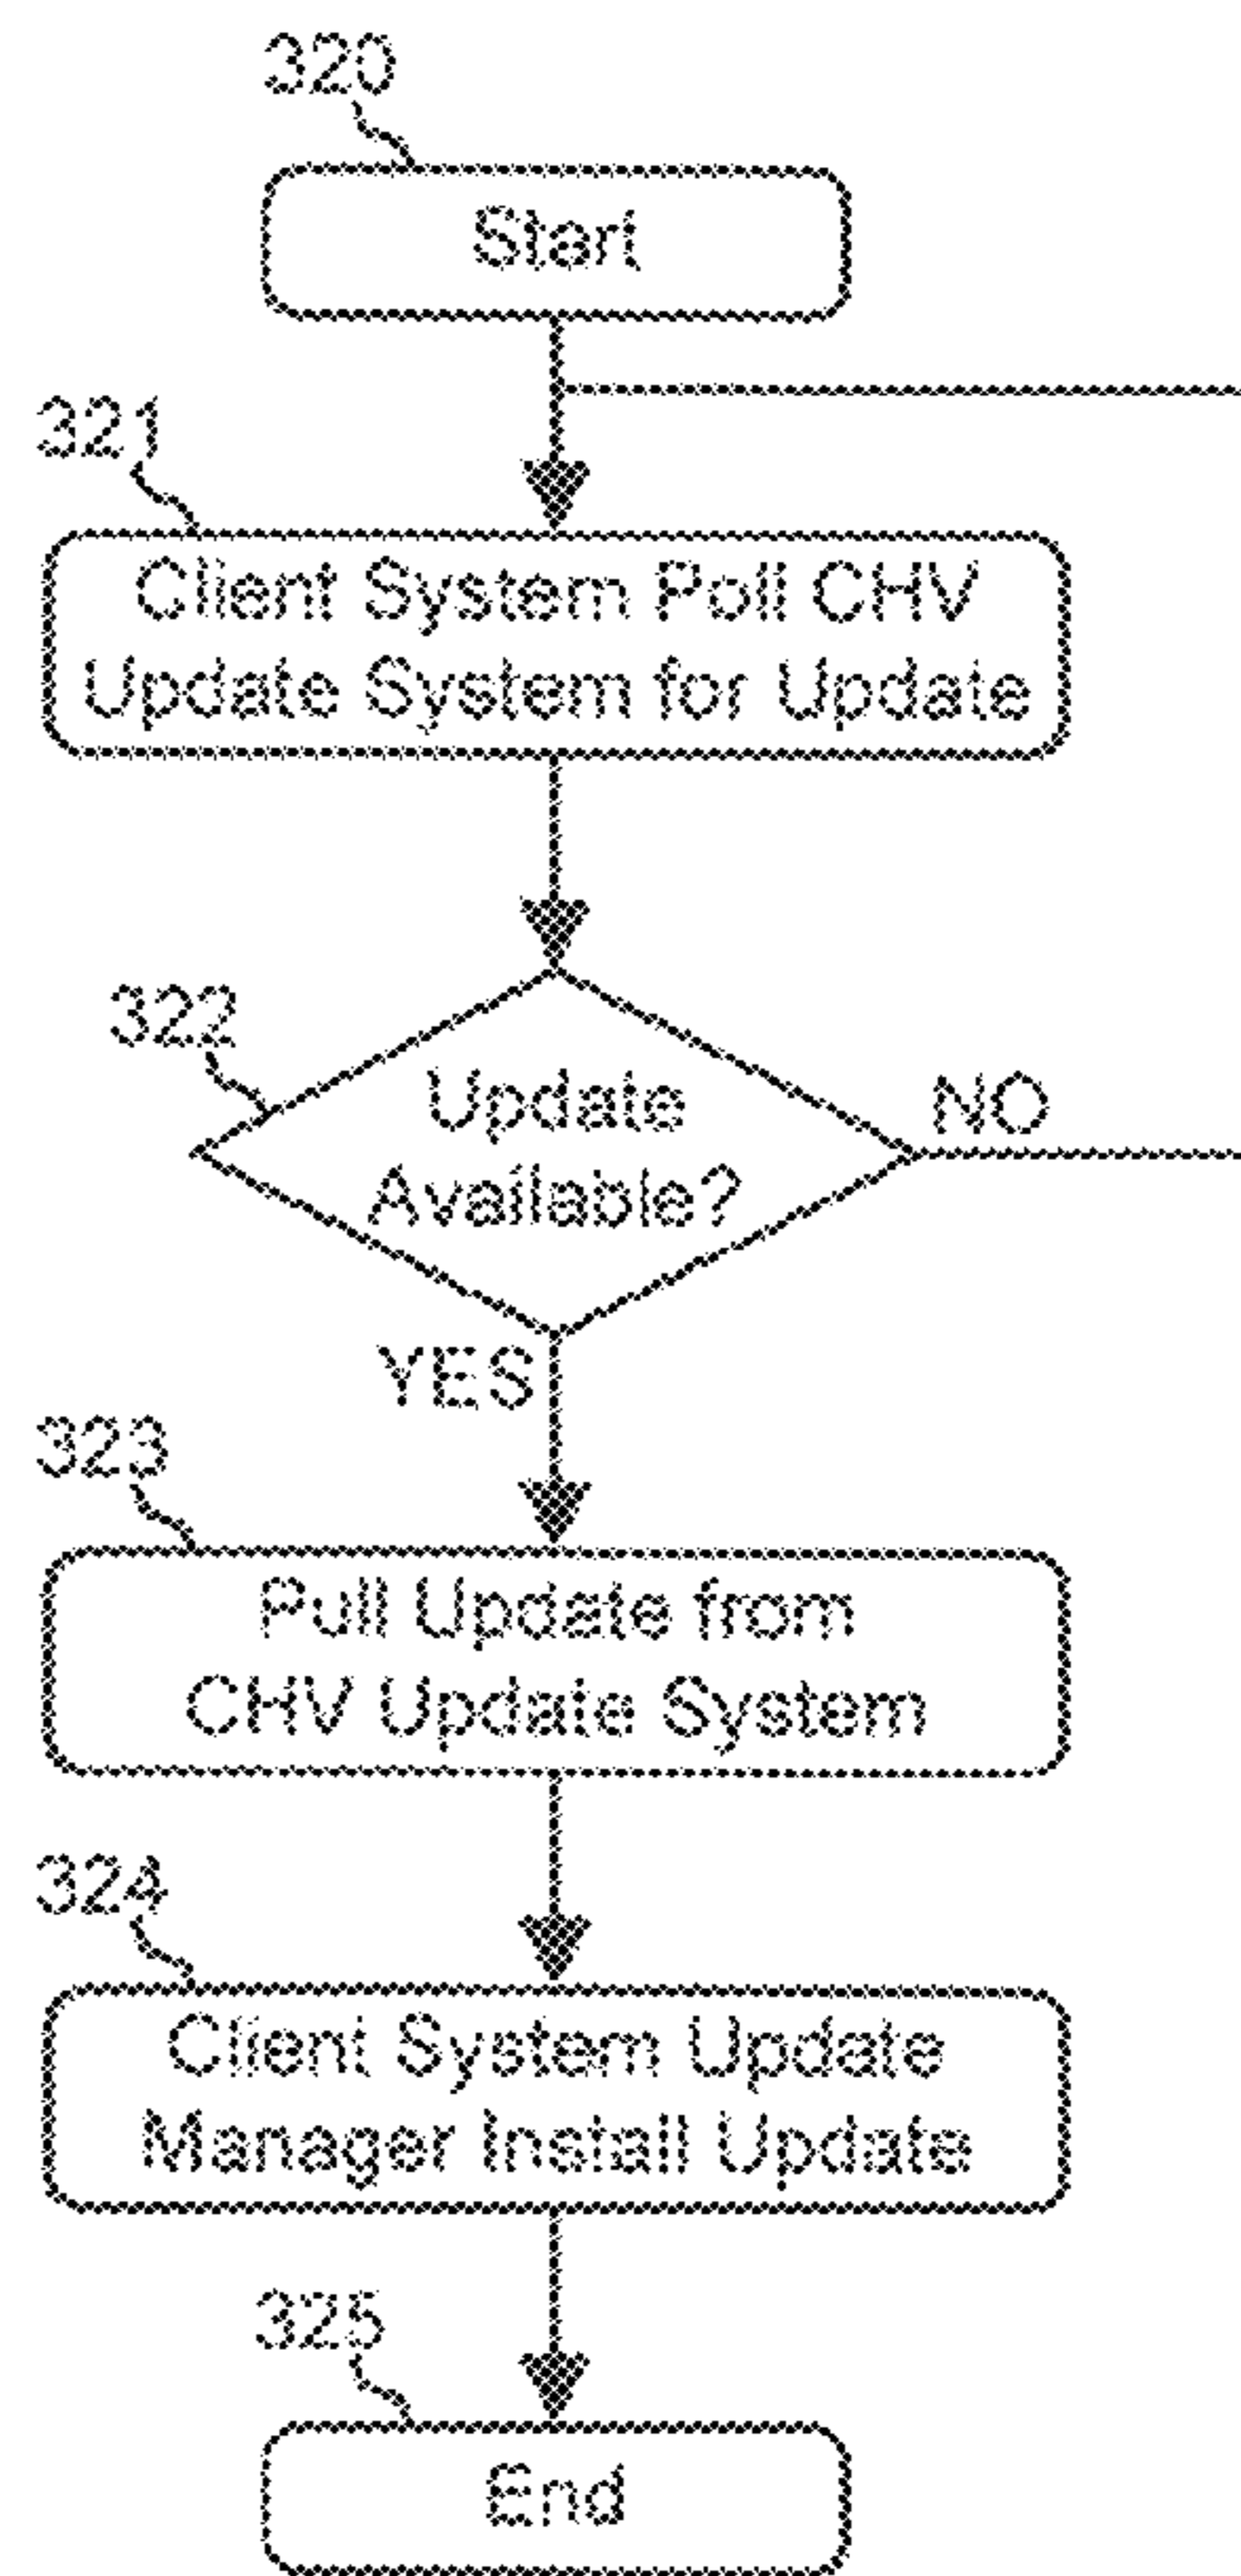 320
Start
321
Client System Poll CHV
Update System for Update
322
Update
Available?
NO
YES
323
Pull Update from
CHV Update System
324
Client System Update
Manager Install Update
325
End